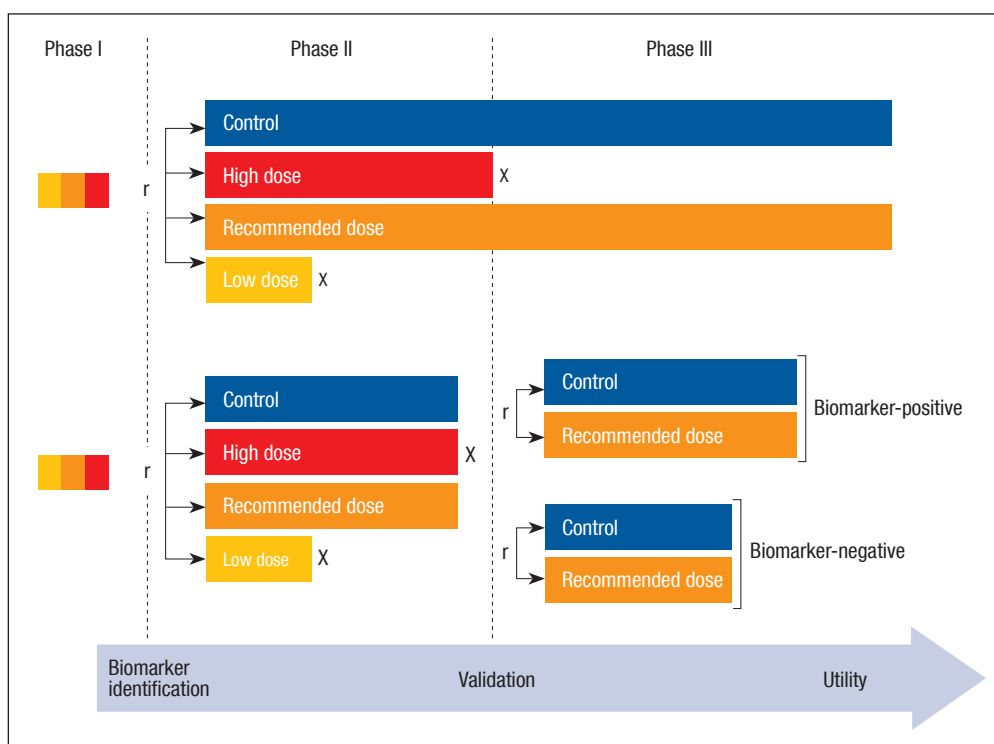 Phase I
Phase II
Phase III
r
Control
High dose
X
Recommended dose
Low dose
X
r
Control
High dose
X
Recommended dose
Low dose
X
r
Control
Recommended dose
Biomarker-positive
r
Control
Recommended dose
Biomarker-negative
Biomarker
identification
Validation
Utility